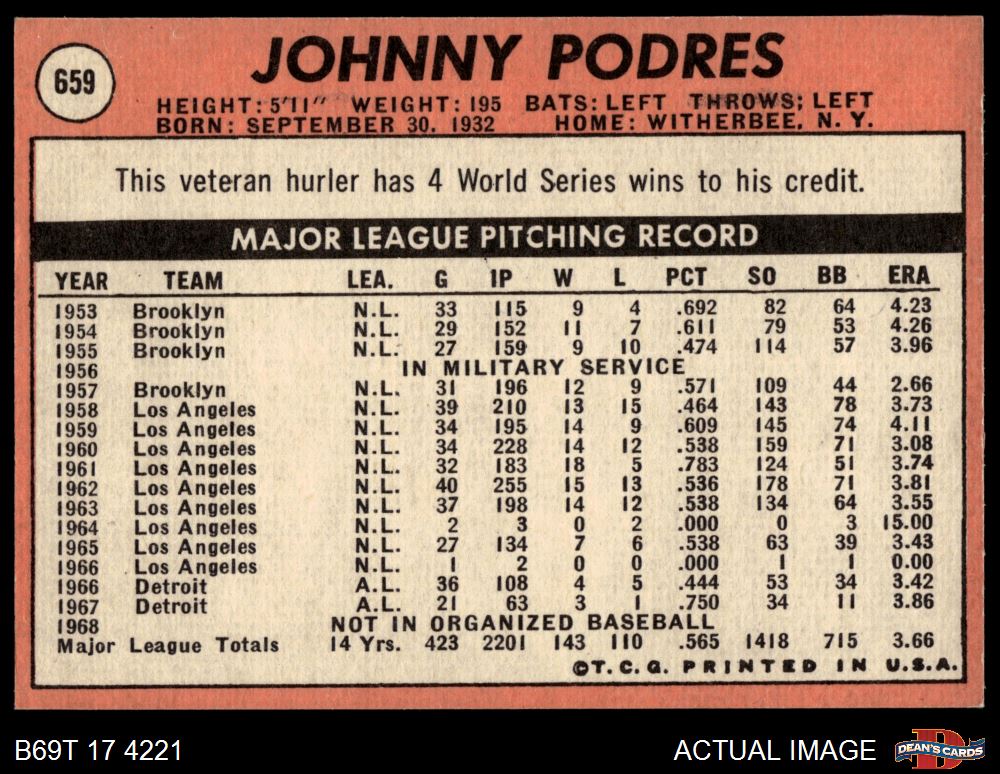 659
JOHNNY PODRES
HEIGHT: 5'11" WEIGHT: 195 BATS: LEFT THROWS: LEFT
BORN: SEPTEMBER 30, 1932 HOME: WITHERBEE, N. Y.
This veteran hurler has 4 World Series wins to his credit.
MAJOR LEAGUE PITCHING RECORD
YEAR TEAM LEA. G IP W L PCT SO BB ERA
1953 Brooklyn N.L. 33 115 9 4 .692 82 64 4.23
1954 Brooklyn N.L. 29 152 11 7 .611 79 53 4.26
1955 Brooklyn N.L. 27 159 9 10 .474 114 57 3.96
1956 IN MILITARY SERVICE
1957 Brooklyn N.L. 31 196 12 9 .571 109 44 2.66
1958 Los Angeles N.L. 39 210 13 15 .464 143 78 3.73
1959 Los Angeles N.L. 34 195 14 9 .609 145 74 4.11
1960 Los Angeles N.L. 34 228 14 12 .538 159 71 3.08
1961 Los Angeles N.L. 32 183 18 5 .783 124 51 3.74
1962 Los Angeles N.L. 40 255 15 13 .536 178 71 3.81
1963 Los Angeles N.L. 37 198 14 12 .538 134 64 3.55
1964 Los Angeles N.L. 2 3 0 2 .000 0 3 15.00
1965 Los Angeles N.L. 27 134 7 6 .538 63 39 3.43
1966 Los Angeles N.L. 1 2 0 0 .000 1 1 0.00
1966 Detroit A.L. 36 108 4 5 .444 53 34 3.42
1967 Detroit A.L. 21 63 3 1 .750 34 11 3.86
1968 NOT IN ORGANIZED BASEBALL
Major League Totals 14 Yrs. 423 2201 143 110 .565 1418 715 3.66
©T.C.G. PRINTED IN U.S.A.
B69T 17 4221 ACTUAL IMAGE DEAN'S CARDS